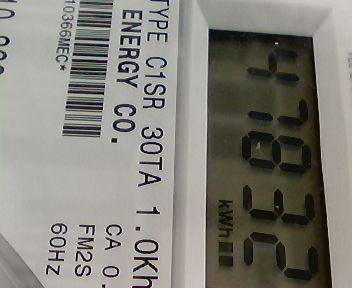 TYPE C1SR 30TA 1.0Kh
ENERGY CO.
CA 0.
FM2S
60Hz
10366MEC*
47832
kWh